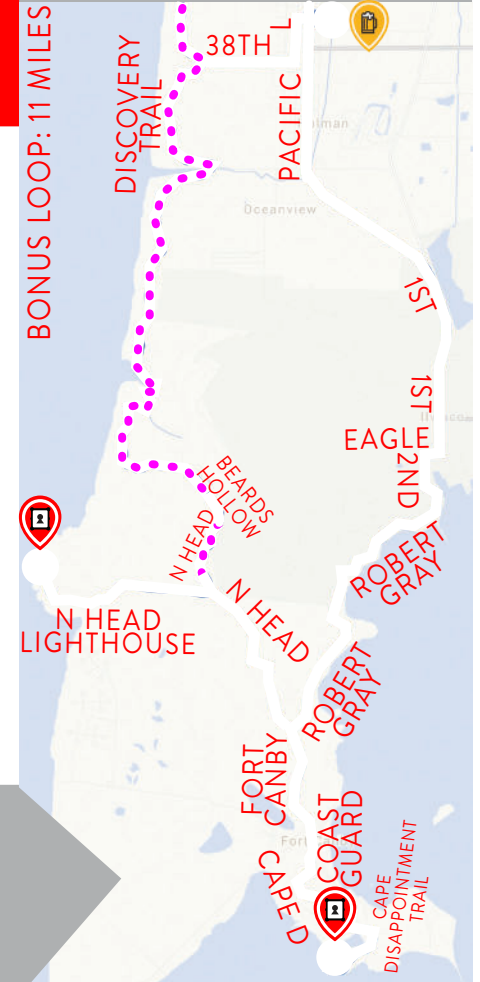 BONUS LOOP: 11 MILES
DISCOVERY
TRAIL
38TH
L
PACIFIC
Oceanview
1ST
1ST
EAGLE
2ND
BEARDS
HOLLOW
N HEAD
ROBERT
GRAY
N HEAD
LIGHTHOUSE
N HEAD
ROBERT
GRAY
FORT
CANBY
COAST
GUARD
CAPE D
CAPE
DISAPPOINTMENT
TRAIL